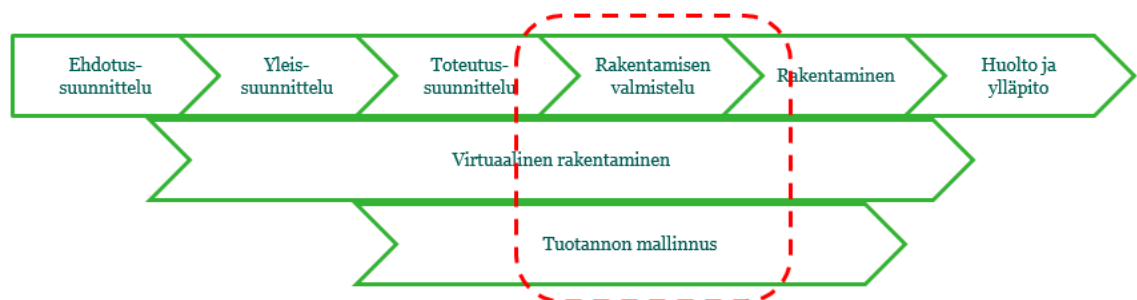 Ehdotus-
suunnittelu
Yleis-
suunnittelu
Toteutus-
suunnittelu
Rakentamisen
valmistelu
Rakentaminen
Huolto ja
ylläpito
Virtuaalinen rakentaminen
Tuotannon mallinnus